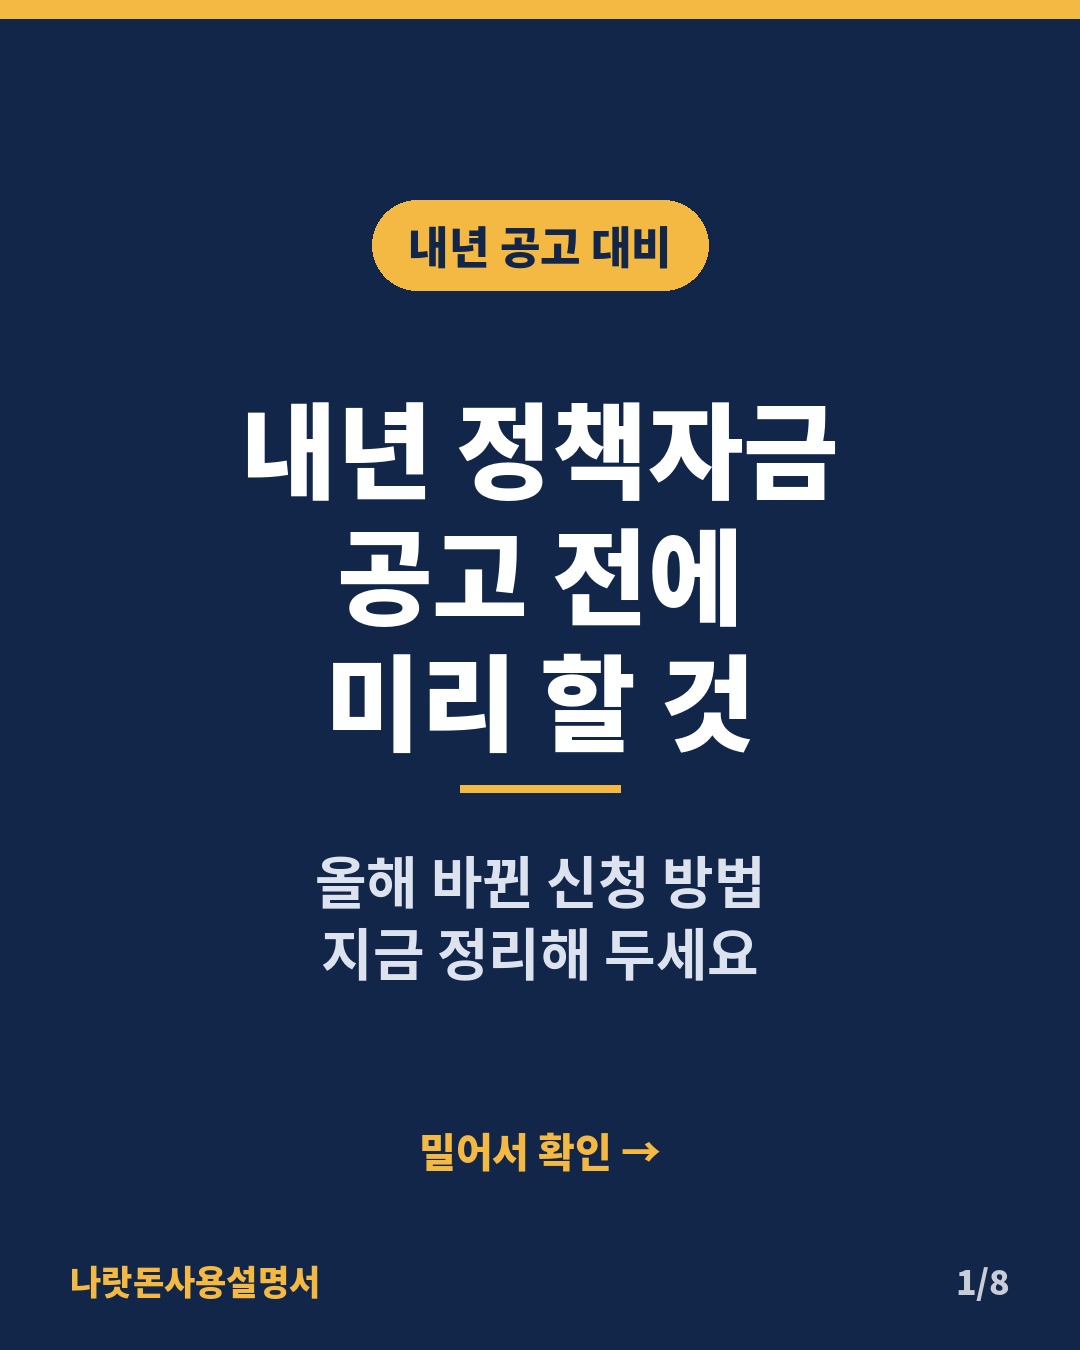 내년 공고 대비
내년 정책자금
공고 전에
미리 할 것
올해 바뀐 신청 방법
지금 정리해 두세요
밀어서 확인 →
나랏돈사용설명서
1/8